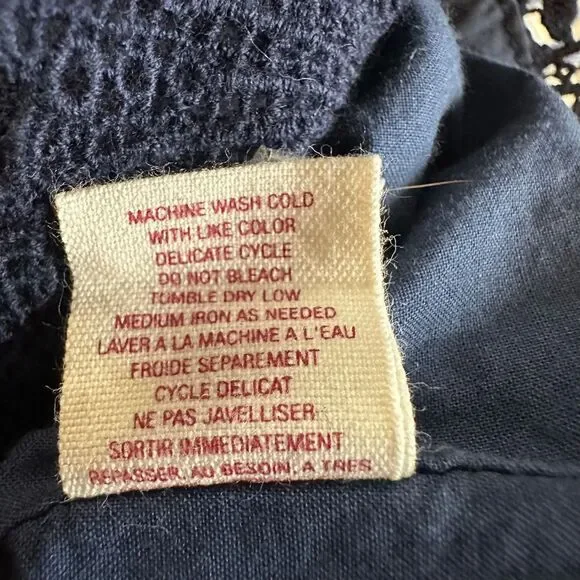 MACHINE WASH COLD
WITH LIKE COLOR
DELICATE CYCLE
DO NOT BLEACH
TUMBLE DRY LOW
MEDIUM IRON AS NEEDED
LAVER A LA MACHINE A L'EAU
FROIDE SEPAREMENT
CYCLE DELICAT
NE PAS JAVELLISER
SORTIR IMMEDIATEMENT
REPASSER, AU BESOIN, A TRES